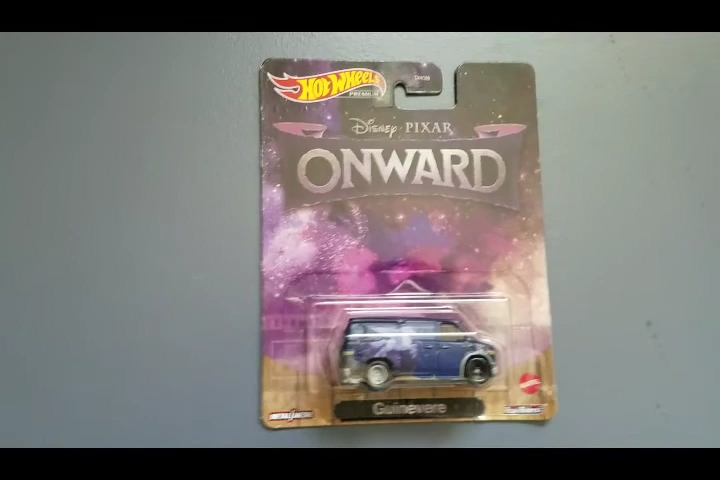 HOT WHEELS
PREMIUM
Disney · PIXAR
ONWARD
Guinevere